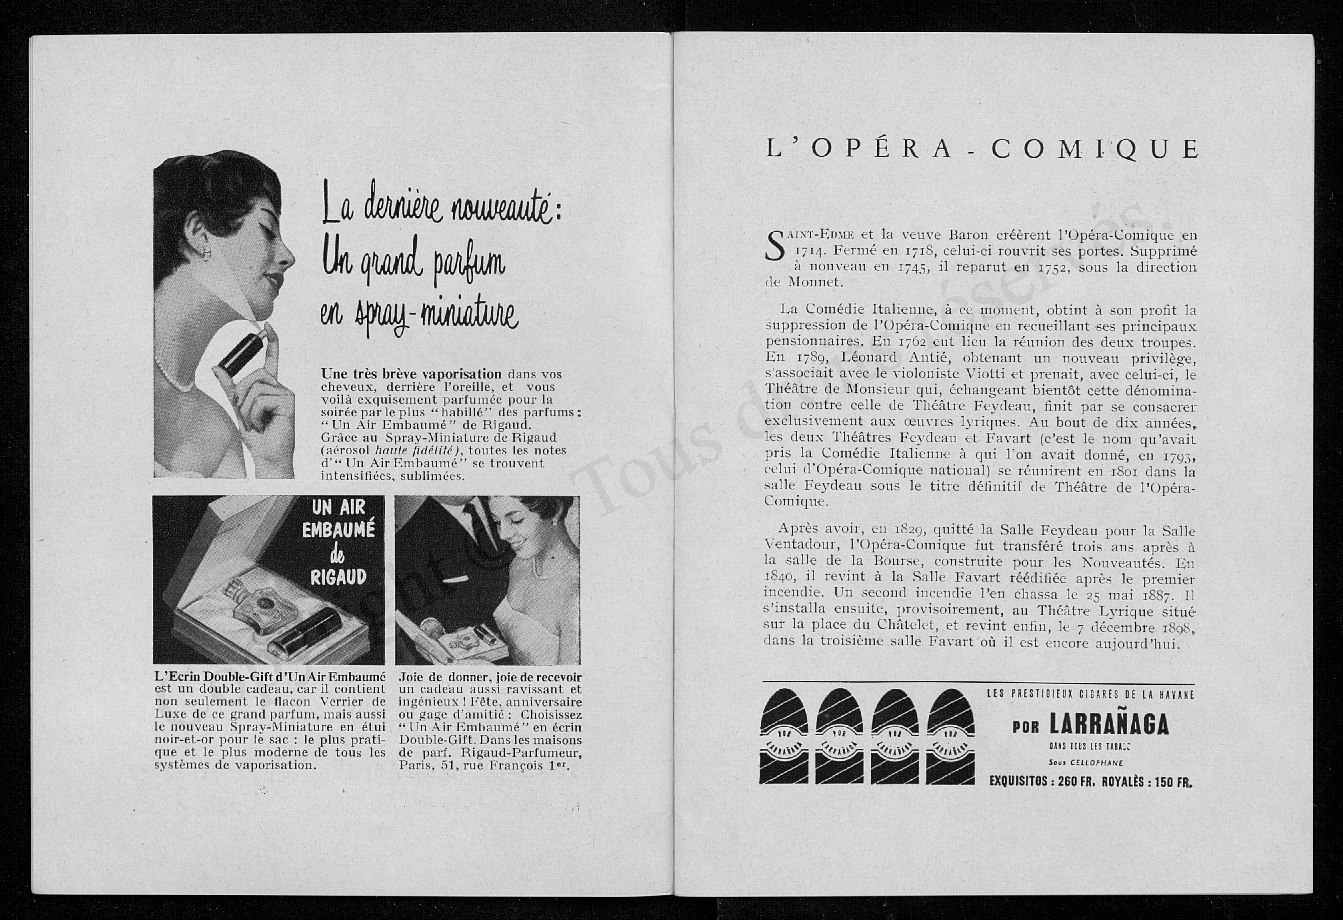 La dernière nouveauté :
Un grand parfum
en spray-miniature
Une très brève vaporisation dans vos
cheveux, derrière l'oreille, et vous
voilà exquisement parfumée pour la
soirée par le plus “habillé” des parfums :
“Un Air Embaumé” de Rigaud.
Grâce au Spray-Miniature de Rigaud
(aérosol haute fidélité), toutes les notes
d'“Un Air Embaumé” se trouvent
intensifiées, sublimées.
UN AIR
EMBAUMÉ
de
RIGAUD
L'Ecrin Double-Gift d'Un Air Embaumé
est un double cadeau, car il contient
non seulement le flacon Verrier de
Luxe de ce grand parfum, mais aussi
le nouveau Spray-Miniature en étui
noir-et-or pour le sac : le plus prati-
que et le plus moderne de tous les
systèmes de vaporisation.
Joie de donner, joie de recevoir
un cadeau aussi ravissant et
ingénieux ! Fête, anniversaire
ou gage d'amitié : Choisissez
“Un Air Embaumé” en écrin
Double-Gift. Dans les maisons
de parf. Rigaud-Parfumeur,
Paris, 51, rue François 1er.
L'OPÉRA-COMIQUE
SAINT-EDME et la veuve Baron créèrent l'Opéra-Comique en
1714. Fermé en 1718, celui-ci rouvrit ses portes. Supprimé
à nouveau en 1745, il reparut en 1752, sous la direction
de Monnet.
La Comédie Italienne, à ce moment, obtint à son profit la
suppression de l'Opéra-Comique en recueillant ses principaux
pensionnaires. En 1762 eut lieu la réunion des deux troupes.
En 1789, Léonard Antié, obtenant un nouveau privilège,
s'associait avec le violoniste Viotti et prenait, avec celui-ci, le
Théâtre de Monsieur qui, échangeant bientôt cette dénomina-
tion contre celle de Théâtre Feydeau, finit par se consacrer
exclusivement aux œuvres lyriques. Au bout de dix années,
les deux Théâtres Feydeau et Favart (c'est le nom qu'avait
pris la Comédie Italienne à qui l'on avait donné, en 1793,
celui d'Opéra-Comique national) se réunirent en 1801 dans la
salle Feydeau sous le titre définitif de Théâtre de l'Opéra-
Comique.
Après avoir, en 1829, quitté la Salle Feydeau pour la Salle
Ventadour, l'Opéra-Comique fut transféré trois ans après à
la salle de la Bourse, construite pour les Nouveautés. En
1840, il revint à la Salle Favart réédifiée après le premier
incendie. Un second incendie l'en chassa le 25 mai 1887. Il
s'installa ensuite, provisoirement, au Théâtre Lyrique situé
sur la place du Châtelet, et revint enfin, le 7 décembre 1898,
dans la troisième salle Favart où il est encore aujourd'hui.
LES PRESTIGIEUX CIGARES DE LA HAVANE
POR LARRAÑAGA
DANS TOUS LES TABACS
Sous CELLOPHANE
EXQUISITOS : 260 FR. ROYALÈS : 150 FR.
POR LARRAÑAGA POR LARRAÑAGA POR LARRAÑAGA POR LARRAÑAGA